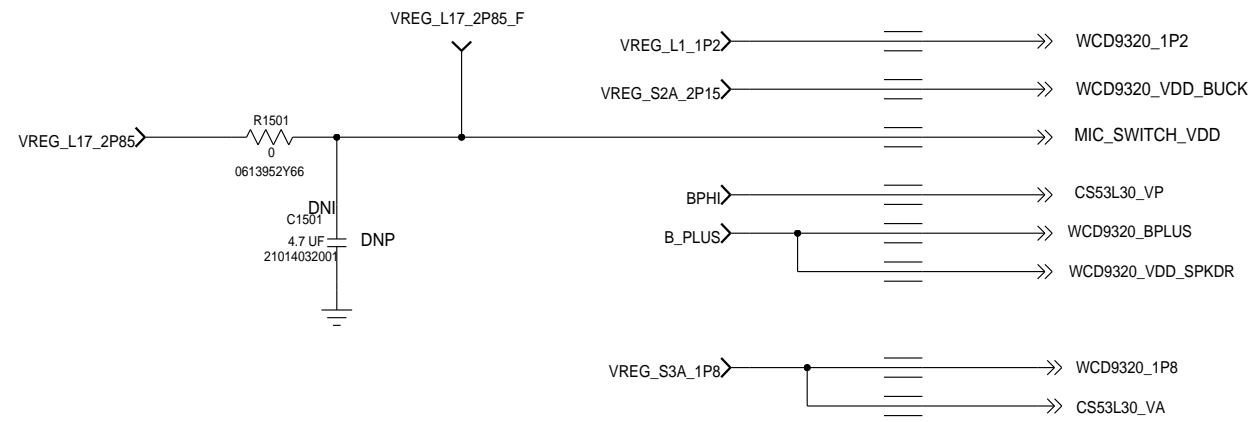 VREG_L17_2P85_F
VREG_L1_1P2
WCD9320_1P2
VREG_S2A_2P15
WCD9320_VDD_BUCK
VREG_L17_2P85
R1501
0
0613952Y66
MIC_SWITCH_VDD
BPHI
CS53L30_VP
DNI
C1501
4.7 UF
21014032001
DNP
B_PLUS
WCD9320_BPLUS
WCD9320_VDD_SPKDR
VREG_S3A_1P8
WCD9320_1P8
CS53L30_VA